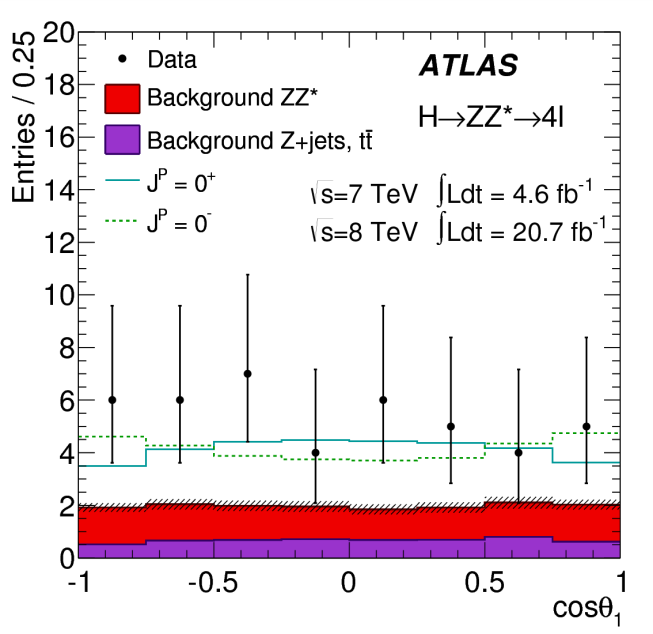 Entries / 0.25
20
18
16
14
12
10
8
6
4
2
0
Data
Background ZZ*
Background Z+jets, tt̄
J^P = 0^+
J^P = 0^-
ATLAS
H→ZZ*→4l
√s=7 TeV ∫Ldt = 4.6 fb^-1
√s=8 TeV ∫Ldt = 20.7 fb^-1
-1 -0.5 0 0.5 1
cosθ_1